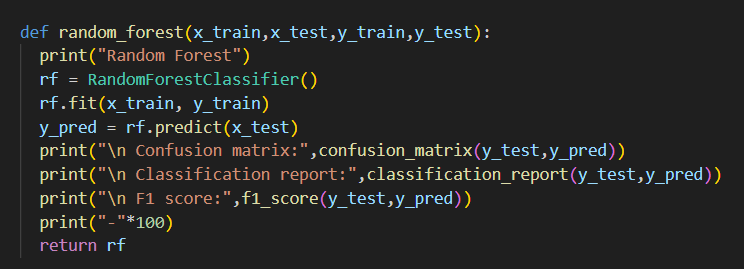 def random_forest(x_train,x_test,y_train,y_test):
  print("Random Forest")
  rf = RandomForestClassifier()
  rf.fit(x_train, y_train)
  y_pred = rf.predict(x_test)
  print("\n Confusion matrix:",confusion_matrix(y_test,y_pred))
  print("\n Classification report:",classification_report(y_test,y_pred))
  print("\n F1 score:",f1_score(y_test,y_pred))
  print("-"*100)
  return rf